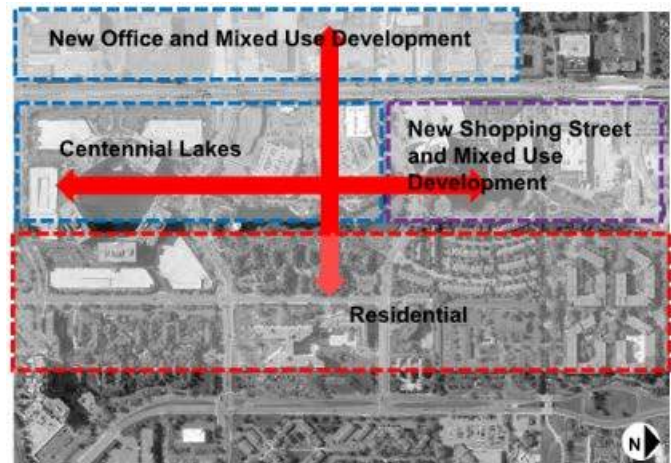 New Office and Mixed Use Development
Centennial Lakes
New Shopping Street
and Mixed Use
Development
Residential
N